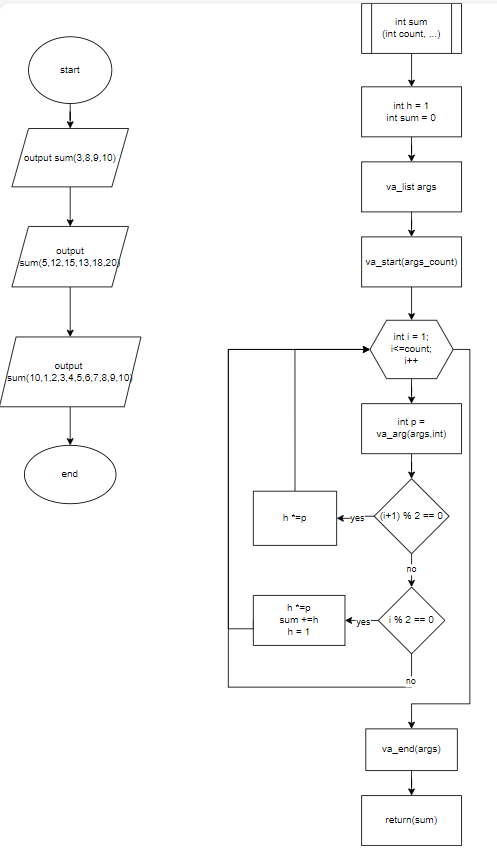 start
output sum(3,8,9,10)
output
sum(5,12,15,13,18,20)
output
sum(10,1,2,3,4,5,6,7,8,9,10)
end
int sum
(int count, ...)
int h = 1
int sum = 0
va_list args
va_start(args_count)
int i = 1;
i<=count;
i++
int p =
va_arg(args,int)
(i+1) % 2 == 0
yes
h *=p
no
i % 2 == 0
yes
h *=p
sum +=h
h = 1
no
va_end(args)
return(sum)